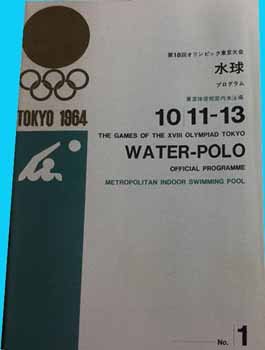 第18回オリンピック東京大会
水球
プログラム
東京体育館屋内水泳場
10 11-13
TOKYO 1964
THE GAMES OF THE XVIII OLYMPIAD TOKYO
WATER-POLO
OFFICIAL PROGRAMME
METROPOLITAN INDOOR SWIMMING POOL
No. 1